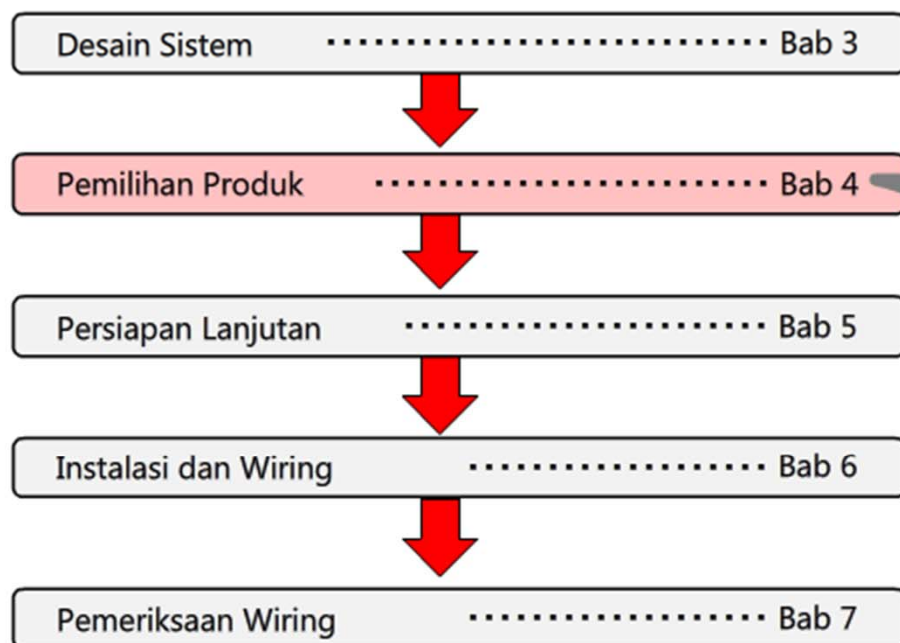 Desain Sistem ............................ Bab 3
Pemilihan Produk ......................... Bab 4
Persiapan Lanjutan ....................... Bab 5
Instalasi dan Wiring ................... Bab 6
Pemeriksaan Wiring ................... Bab 7